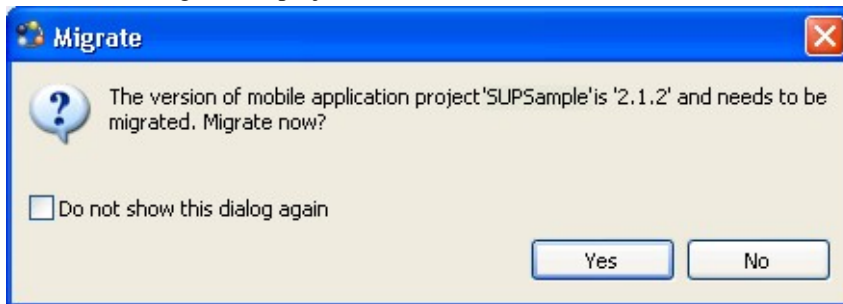 Migrate
The version of mobile application project'SUPSample'is '2.1.2' and needs to be
migrated. Migrate now?
Do not show this dialog again
Yes No